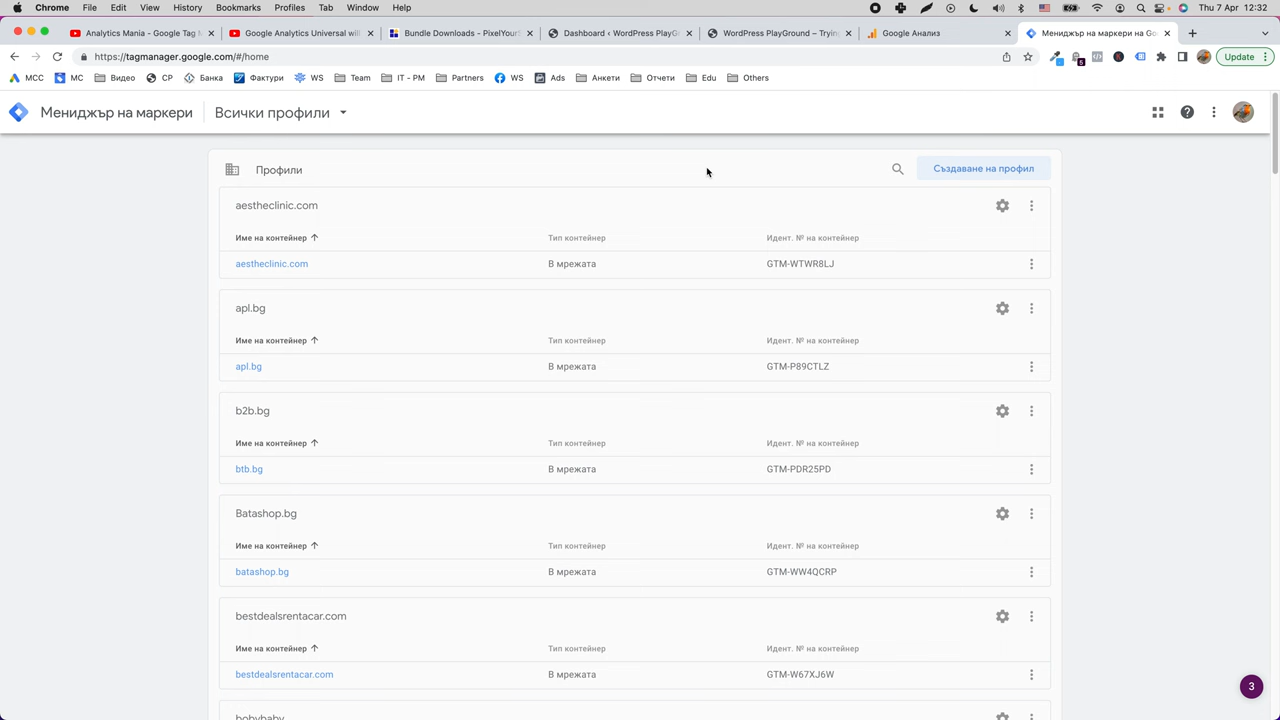 Chrome File Edit View History Bookmarks Profiles Tab Window Help Thu 7 Apr 12:32
Analytics Mania - Google Tag M Google Analytics Universal will Bundle Downloads - PixelYourS Dashboard ‹ WordPress PlayG WordPress PlayGround – Trying Google Анализ Мениджър на маркери на Go
https://tagmanager.google.com/#/home 5 Update
MCC MC Видео CP Банка Фактури WS Team IT - PM Partners WS Ads Анкети Отчети Edu Others
Мениджър на маркери Всички профили
Профили Създаване на профил
aestheclinic.com
Име на контейнер Тип контейнер Идент. № на контейнер
aestheclinic.com В мрежата GTM-WTWR8LJ
apl.bg
Име на контейнер Тип контейнер Идент. № на контейнер
apl.bg В мрежата GTM-P89CTLZ
b2b.bg
Име на контейнер Тип контейнер Идент. № на контейнер
btb.bg В мрежата GTM-PDR25PD
Batashop.bg
Име на контейнер Тип контейнер Идент. № на контейнер
batashop.bg В мрежата GTM-WW4QCRP
bestdealsrentacar.com
Име на контейнер Тип контейнер Идент. № на контейнер
bestdealsrentacar.com В мрежата GTM-W67XJ6W
3
bobybaby